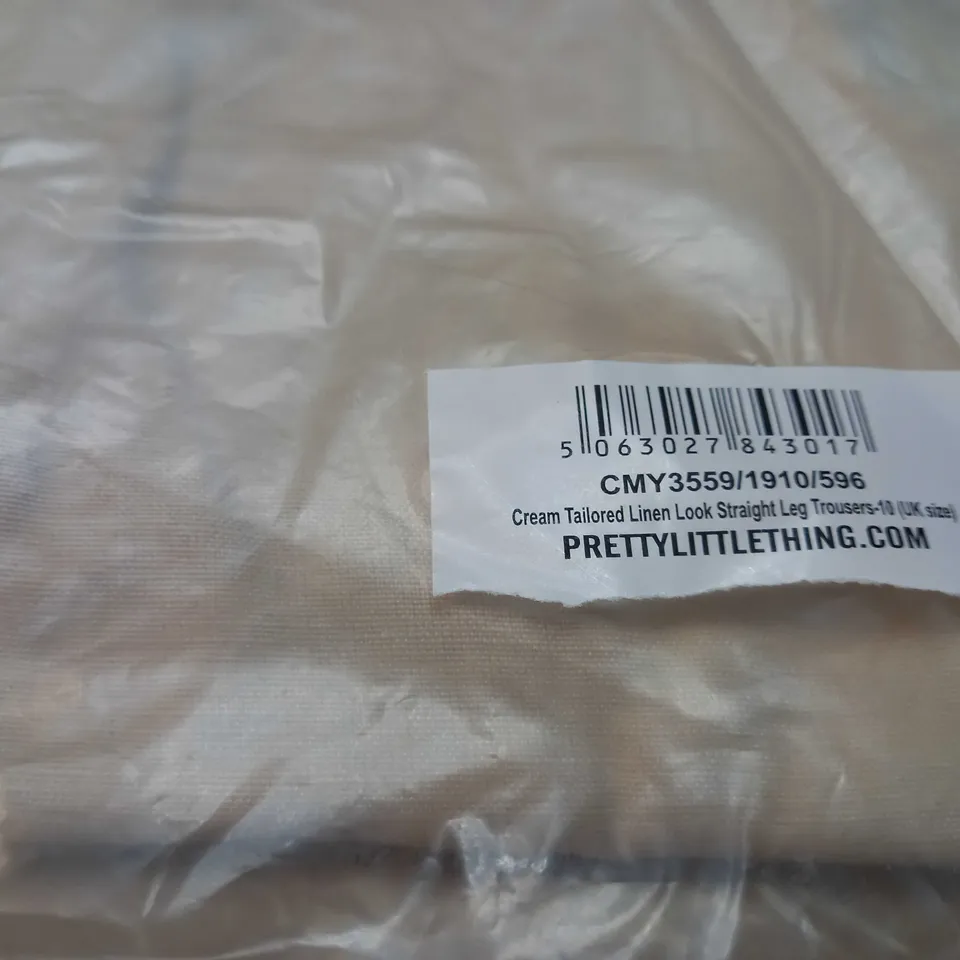 5 063027 843017
CMY3559/1910/596
Cream Tailored Linen Look Straight Leg Trousers-10 (UK size)
PRETTYLITTLETHING.COM